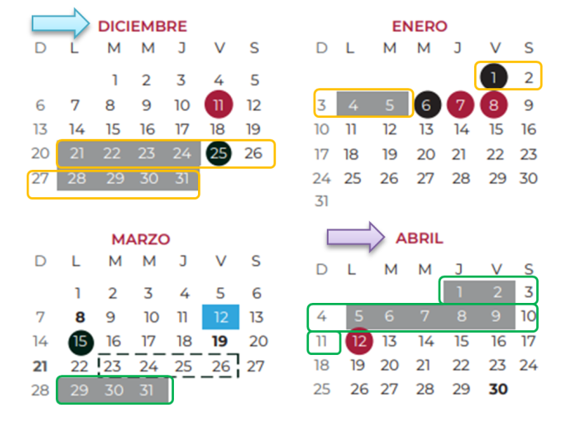 DICIEMBRE
D L M M J V S
1 2 3 4 5
6 7 8 9 10 11 12
13 14 15 16 17 18 19
20 21 22 23 24 25 26
27 28 29 30 31
ENERO
D L M M J V S
1 2
3 4 5 6 7 8 9
10 11 12 13 14 15 16
17 18 19 20 21 22 23
24 25 26 27 28 29 30
31
MARZO
D L M M J V S
1 2 3 4 5 6
7 8 9 10 11 12 13
14 15 16 17 18 19 20
21 22 23 24 25 26 27
28 29 30 31
ABRIL
D L M M J V S
1 2 3
4 5 6 7 8 9 10
11 12 13 14 15 16 17
18 19 20 21 22 23 24
25 26 27 28 29 30